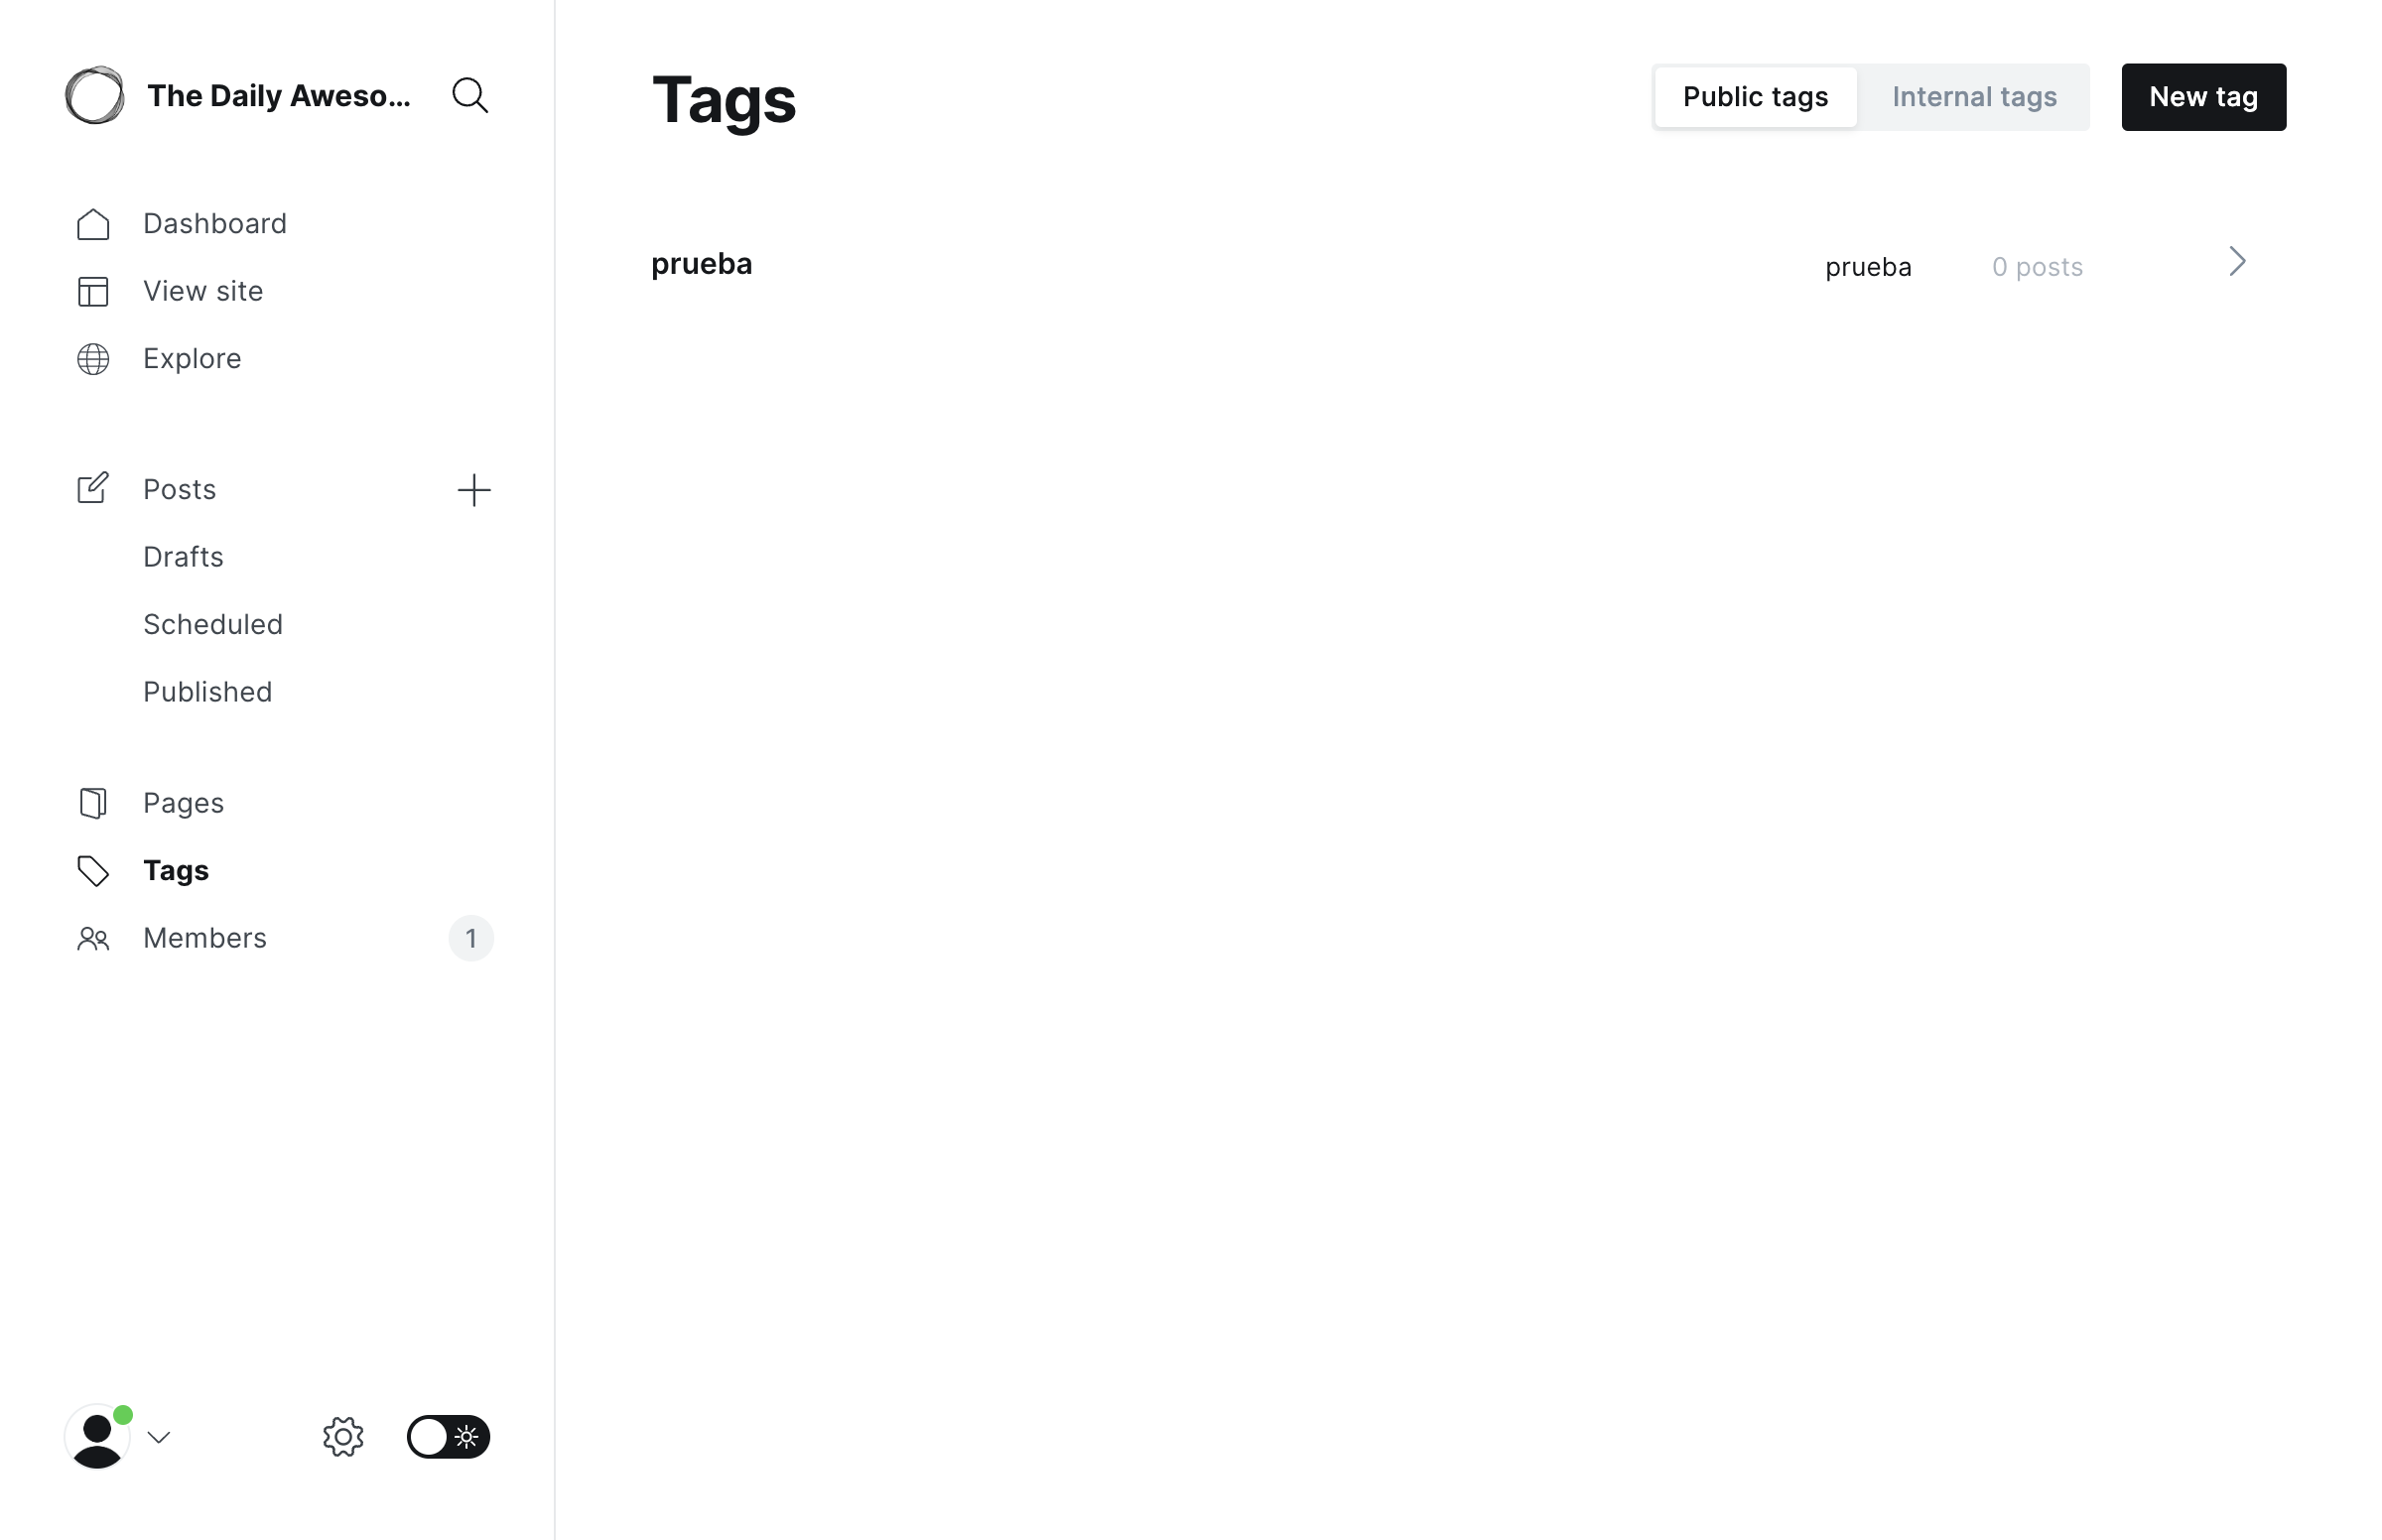 The Daily Aweso...
Dashboard
View site
Explore
Posts
Drafts
Scheduled
Published
Pages
Tags
Members 1
Tags
Public tags Internal tags New tag
prueba prueba 0 posts